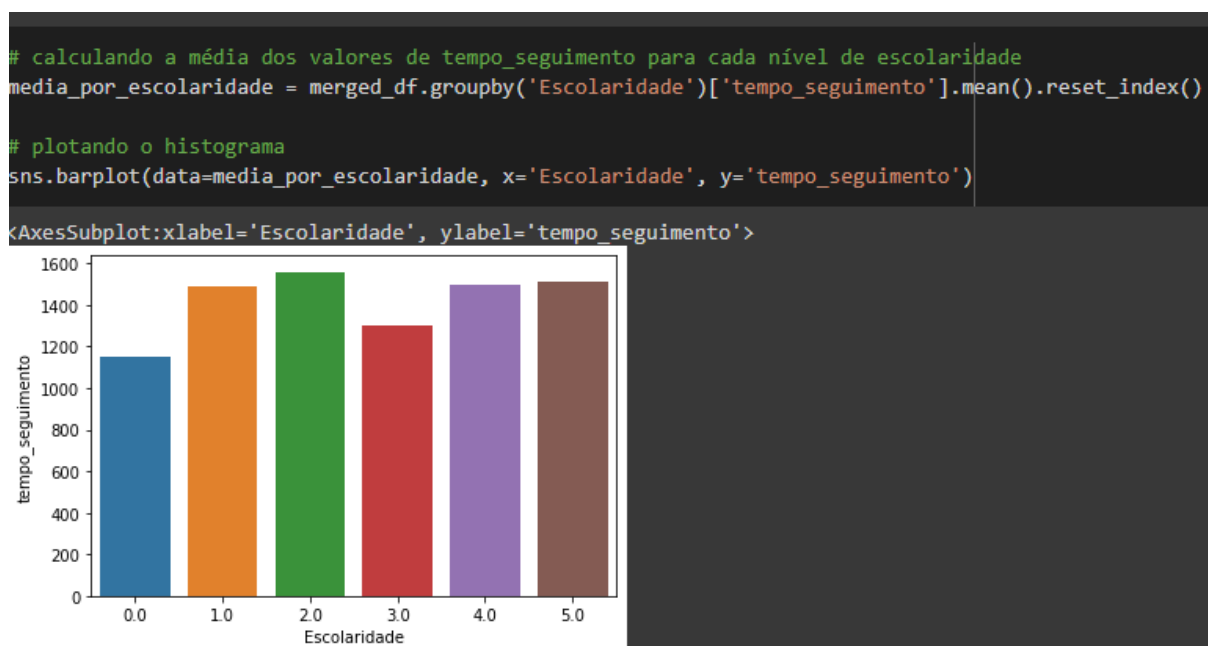 # calculando a média dos valores de tempo_seguimento para cada nível de escolaridade
media_por_escolaridade = merged_df.groupby('Escolaridade')['tempo_seguimento'].mean().reset_index()
# plotando o histograma
sns.barplot(data=media_por_escolaridade, x='Escolaridade', y='tempo_seguimento')
<AxesSubplot:xlabel='Escolaridade', ylabel='tempo_seguimento'>
1600
1400
1200
1000
800
600
400
200
0
tempo_seguimento
0.0 1.0 2.0 3.0 4.0 5.0
Escolaridade